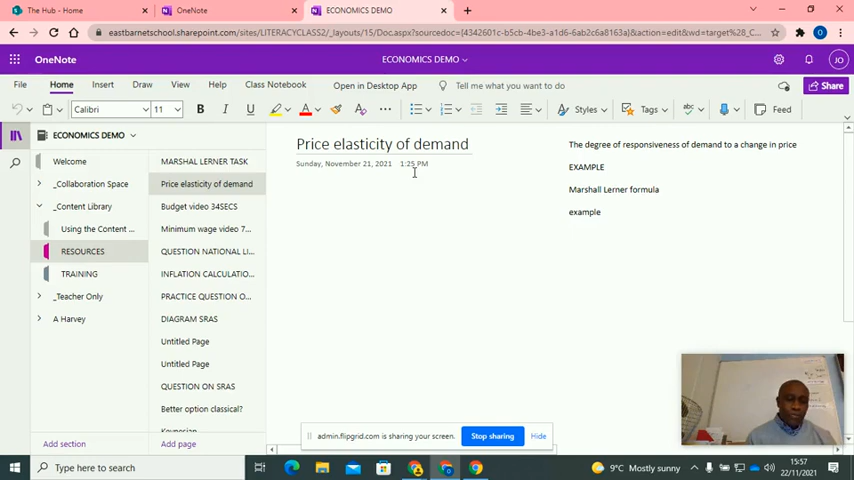 The Hub - Home
OneNote
ECONOMICS DEMO
eastbarnetschool.sharepoint.com/sites/LITERACYCLASS2/_layouts/15/Doc.aspx?sourcedoc={4342601c-b5cb-4be3-a1d6-6ab2c6a8163a}&action=edit&wd=target%28_C...
OneNote
ECONOMICS DEMO
JO
File
Home
Insert
Draw
View
Help
Class Notebook
Open in Desktop App
Tell me what you want to do
Share
Calibri
11
B
I
U
A
Styles
Tags
abc
Feed
ECONOMICS DEMO
Welcome
_Collaboration Space
_Content Library
Using the Content ...
RESOURCES
TRAINING
_Teacher Only
A Harvey
Add section
MARSHAL LERNER TASK
Price elasticity of demand
Budget video 34SECS
Minimum wage video 7...
QUESTION NATIONAL LI...
INFLATION CALCULATIO...
PRACTICE QUESTION O...
DIAGRAM SRAS
Untitled Page
Untitled Page
QUESTION ON SRAS
Better option classical?
Keynesian
Add page
Price elasticity of demand
Sunday, November 21, 2021 1:25 PM
The degree of responsiveness of demand to a change in price
EXAMPLE
Marshall Lerner formula
example
admin.flipgrid.com is sharing your screen.
Stop sharing
Hide
Type here to search
9°C Mostly sunny
15:57
22/11/2021